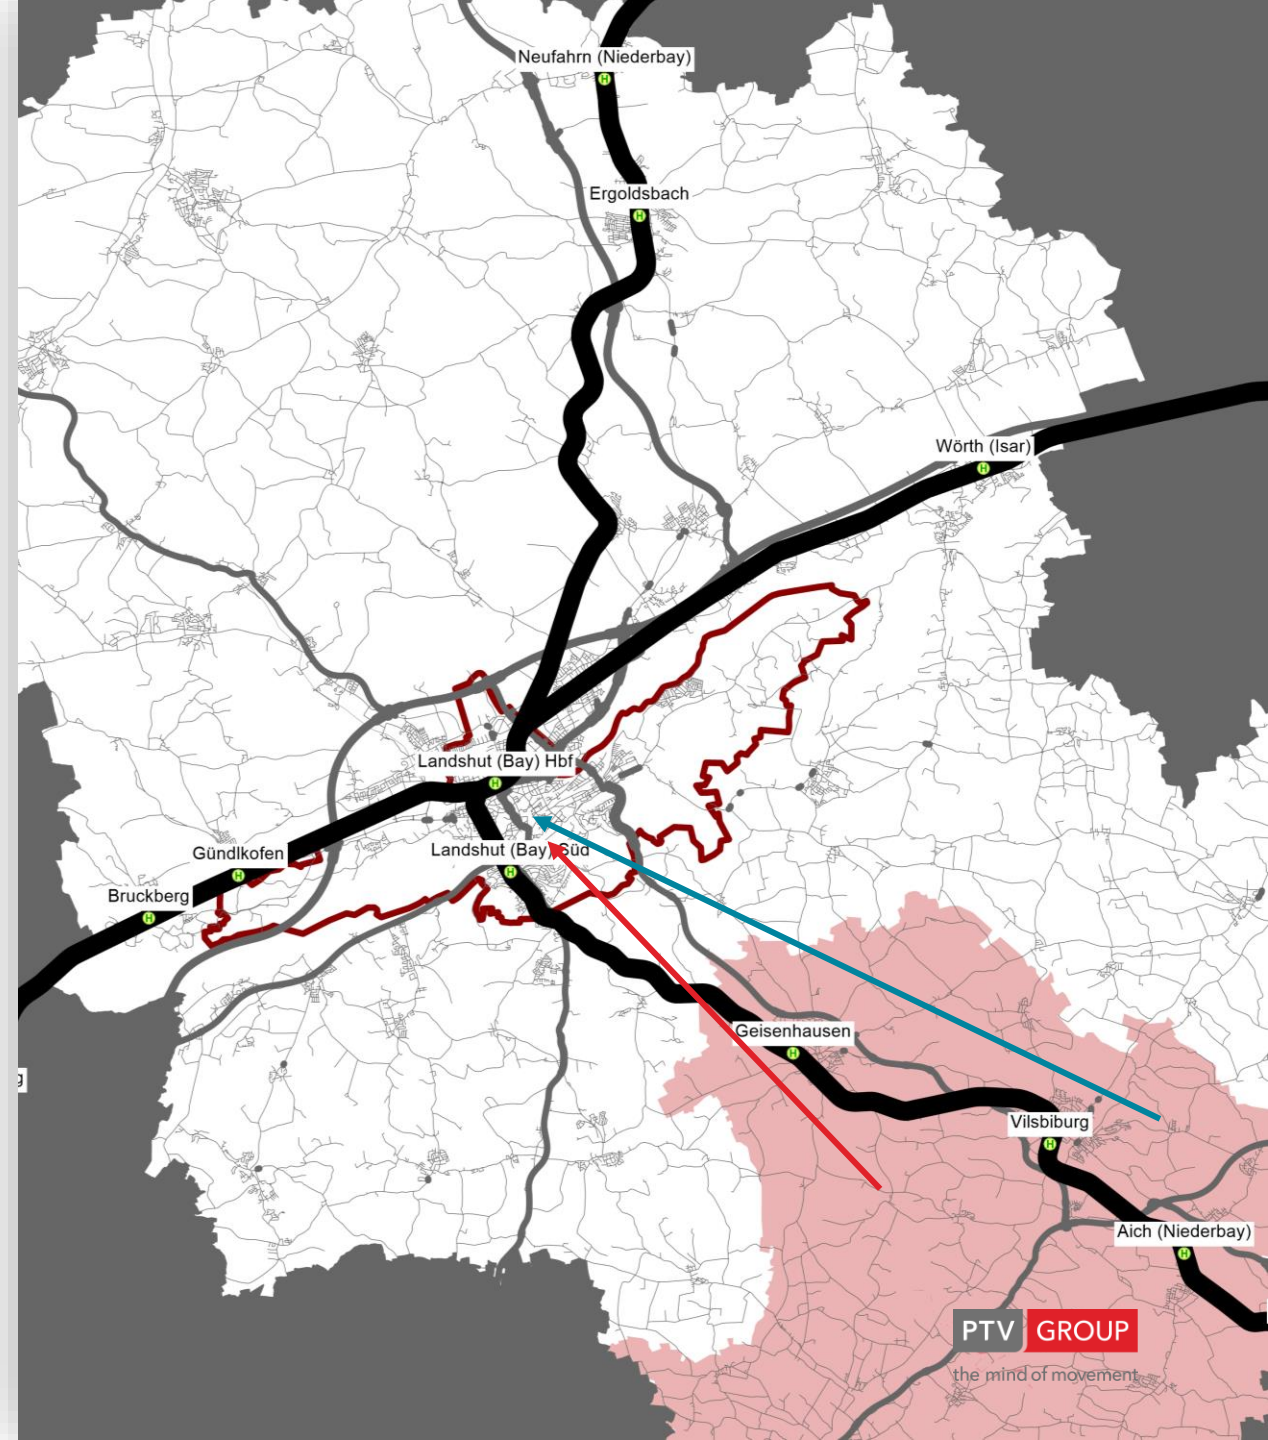 Neufahrn (Niederbay)
Ergoldsbach
Wörth (Isar)
Landshut (Bay) Hbf
Landshut (Bay) Süd
Gündlkofen
Bruckberg
Geisenhausen
g
Vilsbiburg
Aich (Niederbay)
PTV GROUP
the mind of movement